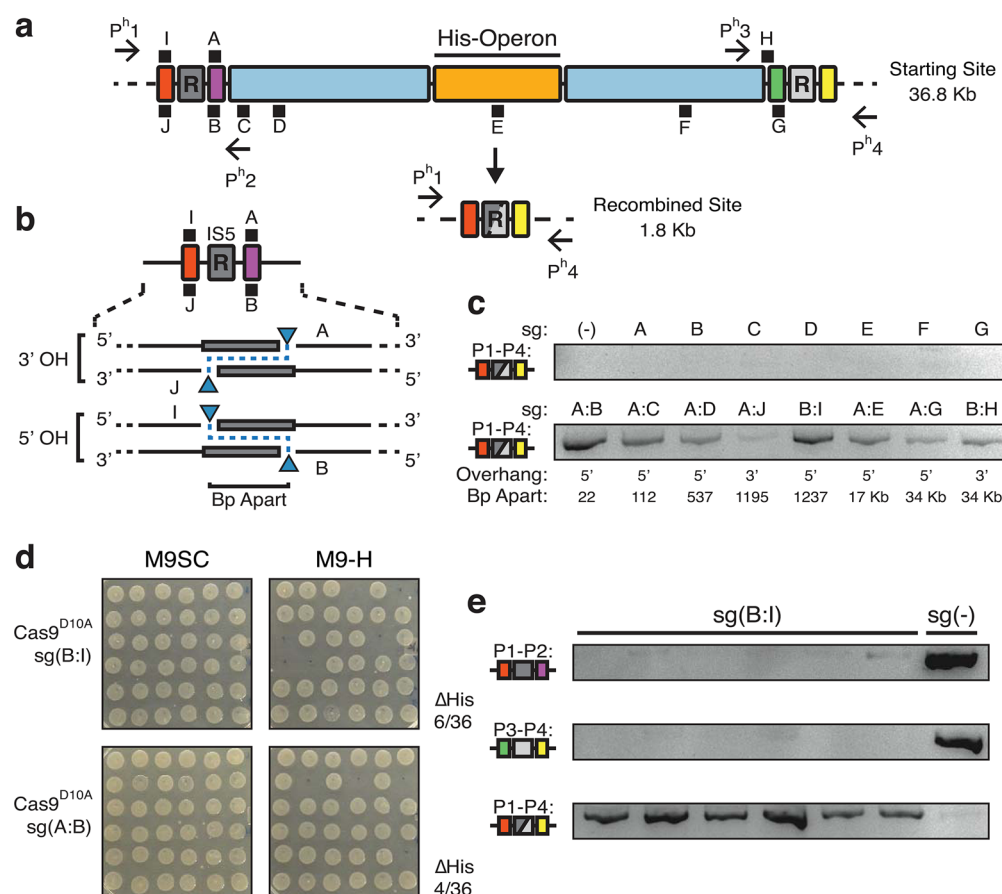 a
His-Operon
Pʰ1
I
A
Pʰ3
H
R
R
Starting Site
36.8 Kb
J
B
C
D
E
F
G
Pʰ2
Pʰ4
Pʰ1
R
Recombined Site
1.8 Kb
Pʰ4
b
I
IS5
A
R
J
B
5’
A
3’
3’ OH
3’
J
5’
5’
I
3’
5’ OH
3’
B
5’
Bp Apart
c
sg: (-) A B C D E F G
P1-P4:
sg: A:B A:C A:D A:J B:I A:E A:G B:H
P1-P4:
Overhang: 5’ 5’ 5’ 3’ 5’ 5’ 5’ 3’
Bp Apart: 22 112 537 1195 1237 17 Kb 34 Kb 34 Kb
d
M9SC M9-H
Cas9ᴰ¹⁰ᴬ
sg(B:I)
ΔHis
6/36
Cas9ᴰ¹⁰ᴬ
sg(A:B)
ΔHis
4/36
e
sg(B:I) sg(-)
P1-P2:
P3-P4:
P1-P4: